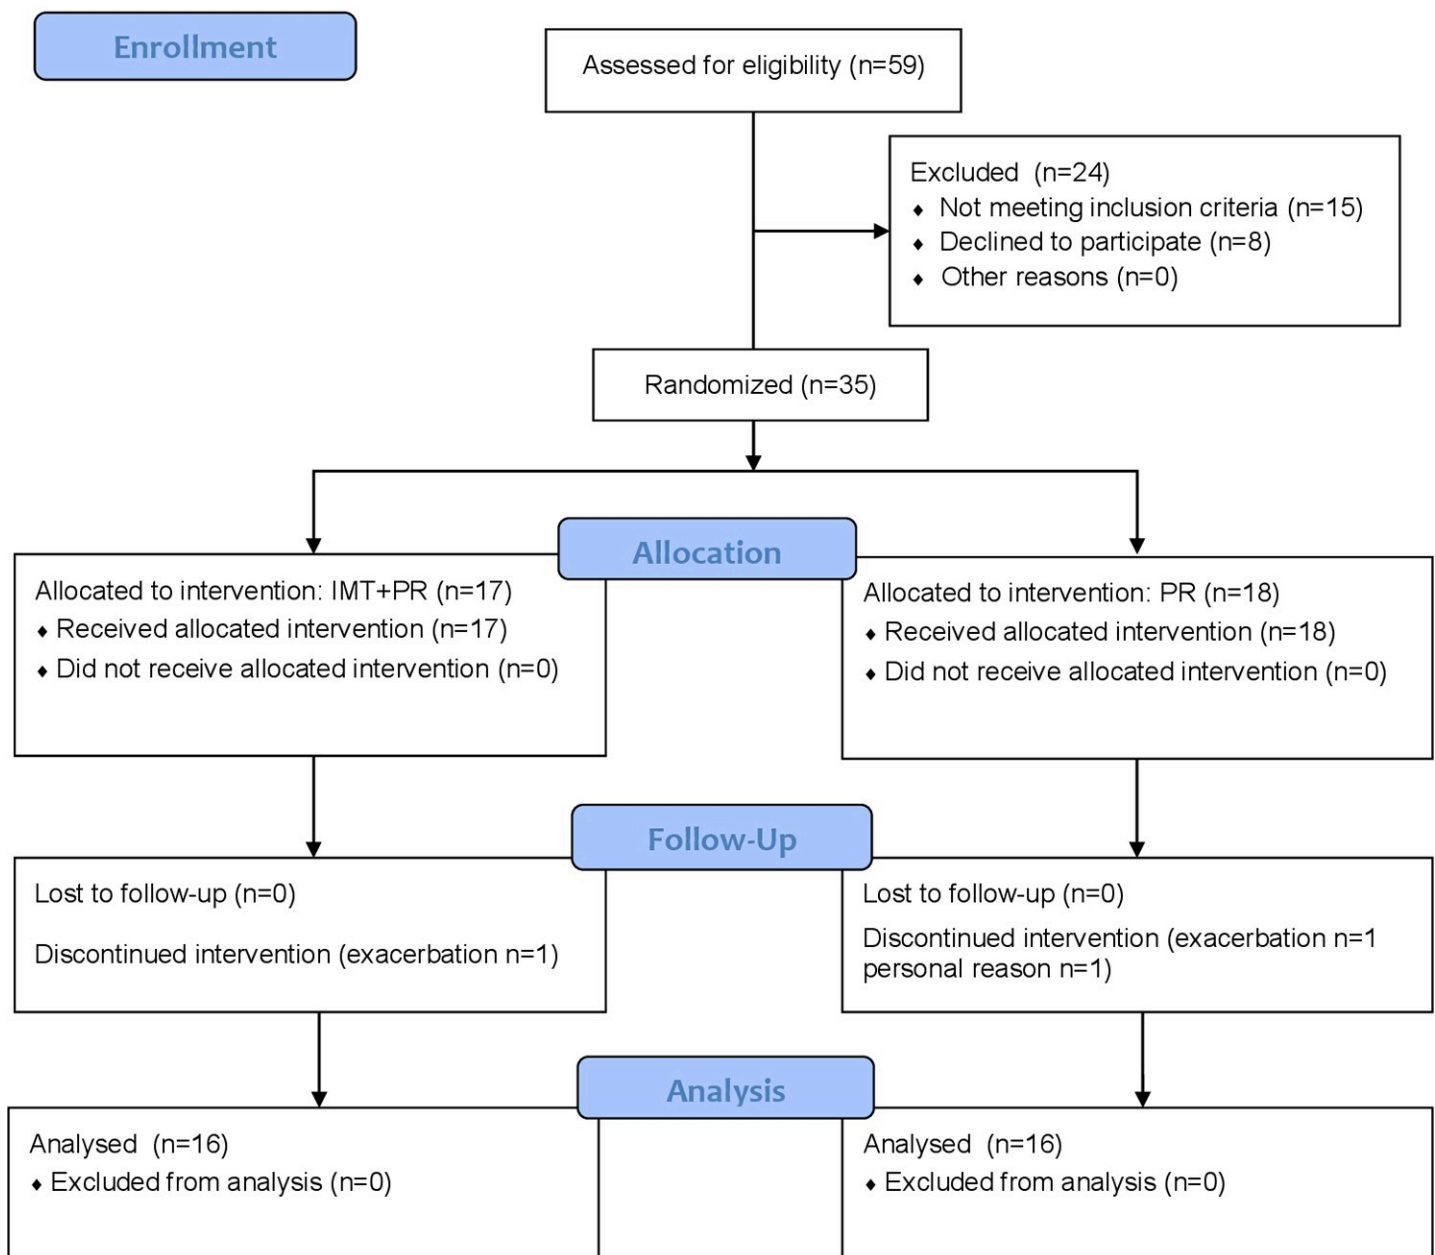 Enrollment
Assessed for eligibility (n=59)
Excluded  (n=24)
♦ Not meeting inclusion criteria (n=15)
♦ Declined to participate (n=8)
♦ Other reasons (n=0)
Randomized (n=35)
Allocation
Allocated to intervention: IMT+PR (n=17)
♦ Received allocated intervention (n=17)
♦ Did not receive allocated intervention (n=0)
Allocated to intervention: PR (n=18)
♦ Received allocated intervention (n=18)
♦ Did not receive allocated intervention (n=0)
Follow-Up
Lost to follow-up (n=0)
Discontinued intervention (exacerbation n=1)
Lost to follow-up (n=0)
Discontinued intervention (exacerbation n=1
personal reason n=1)
Analysis
Analysed  (n=16)
♦ Excluded from analysis (n=0)
Analysed  (n=16)
♦ Excluded from analysis (n=0)